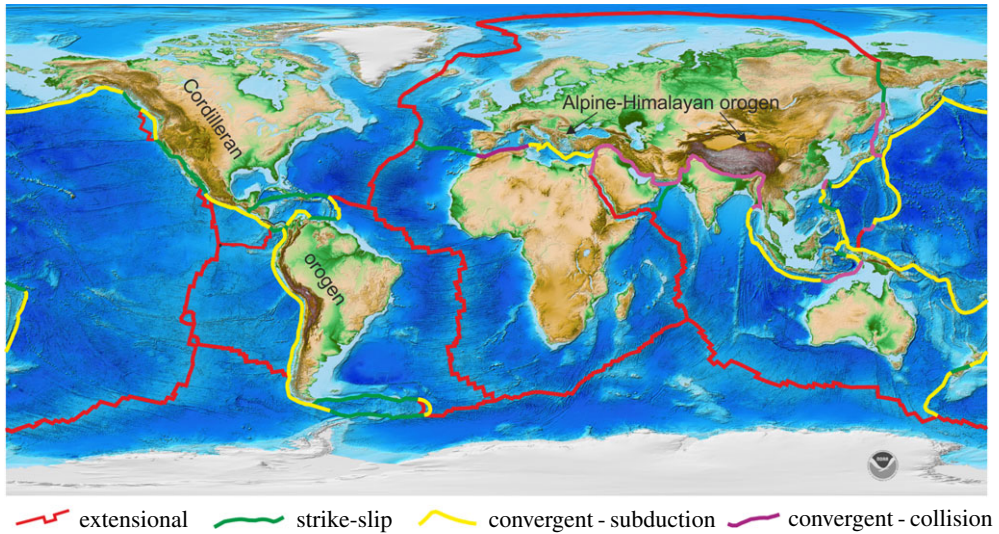 Cordilleran
orogen
Alpine-Himalayan orogen
extensional
strike-slip
convergent - subduction
convergent - collision